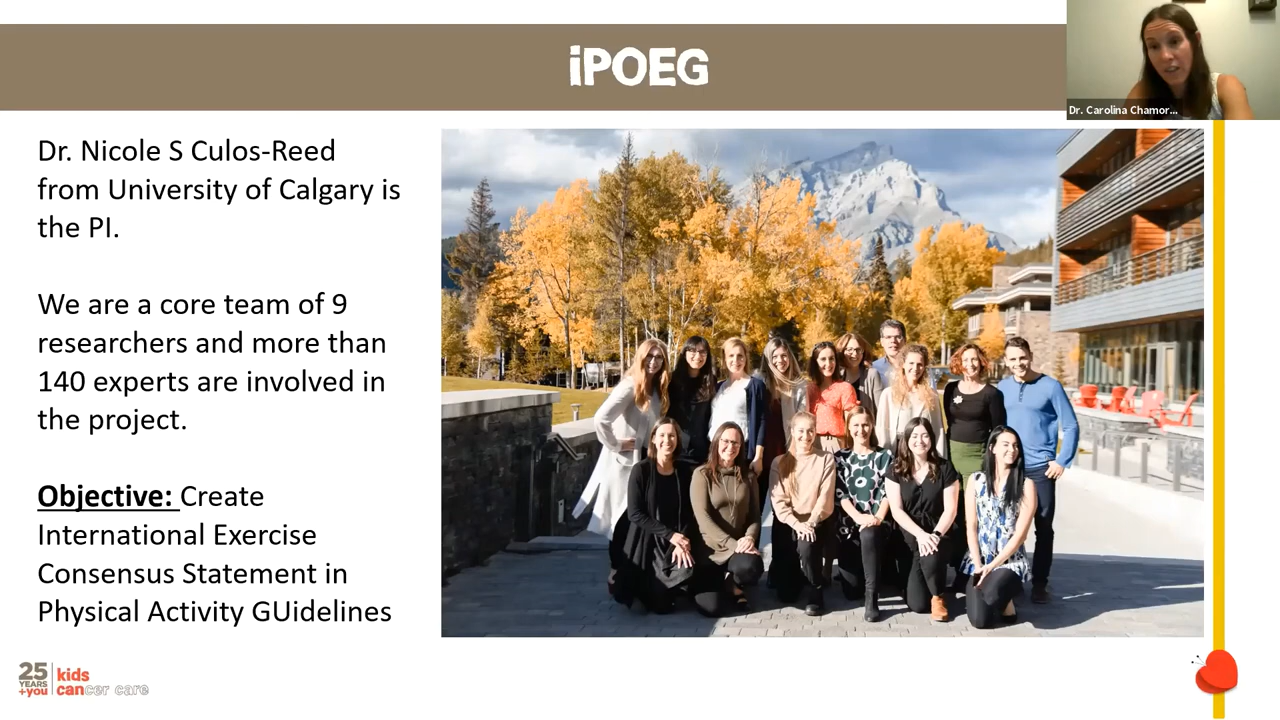 iPOEG
Dr. Carolina Chamor...
Dr. Nicole S Culos-Reed
from University of Calgary is
the PI.
We are a core team of 9
researchers and more than
140 experts are involved in
the project.
Objective: Create
International Exercise
Consensus Statement in
Physical Activity GUidelines
25
YEARS
+you
kids
cancer care